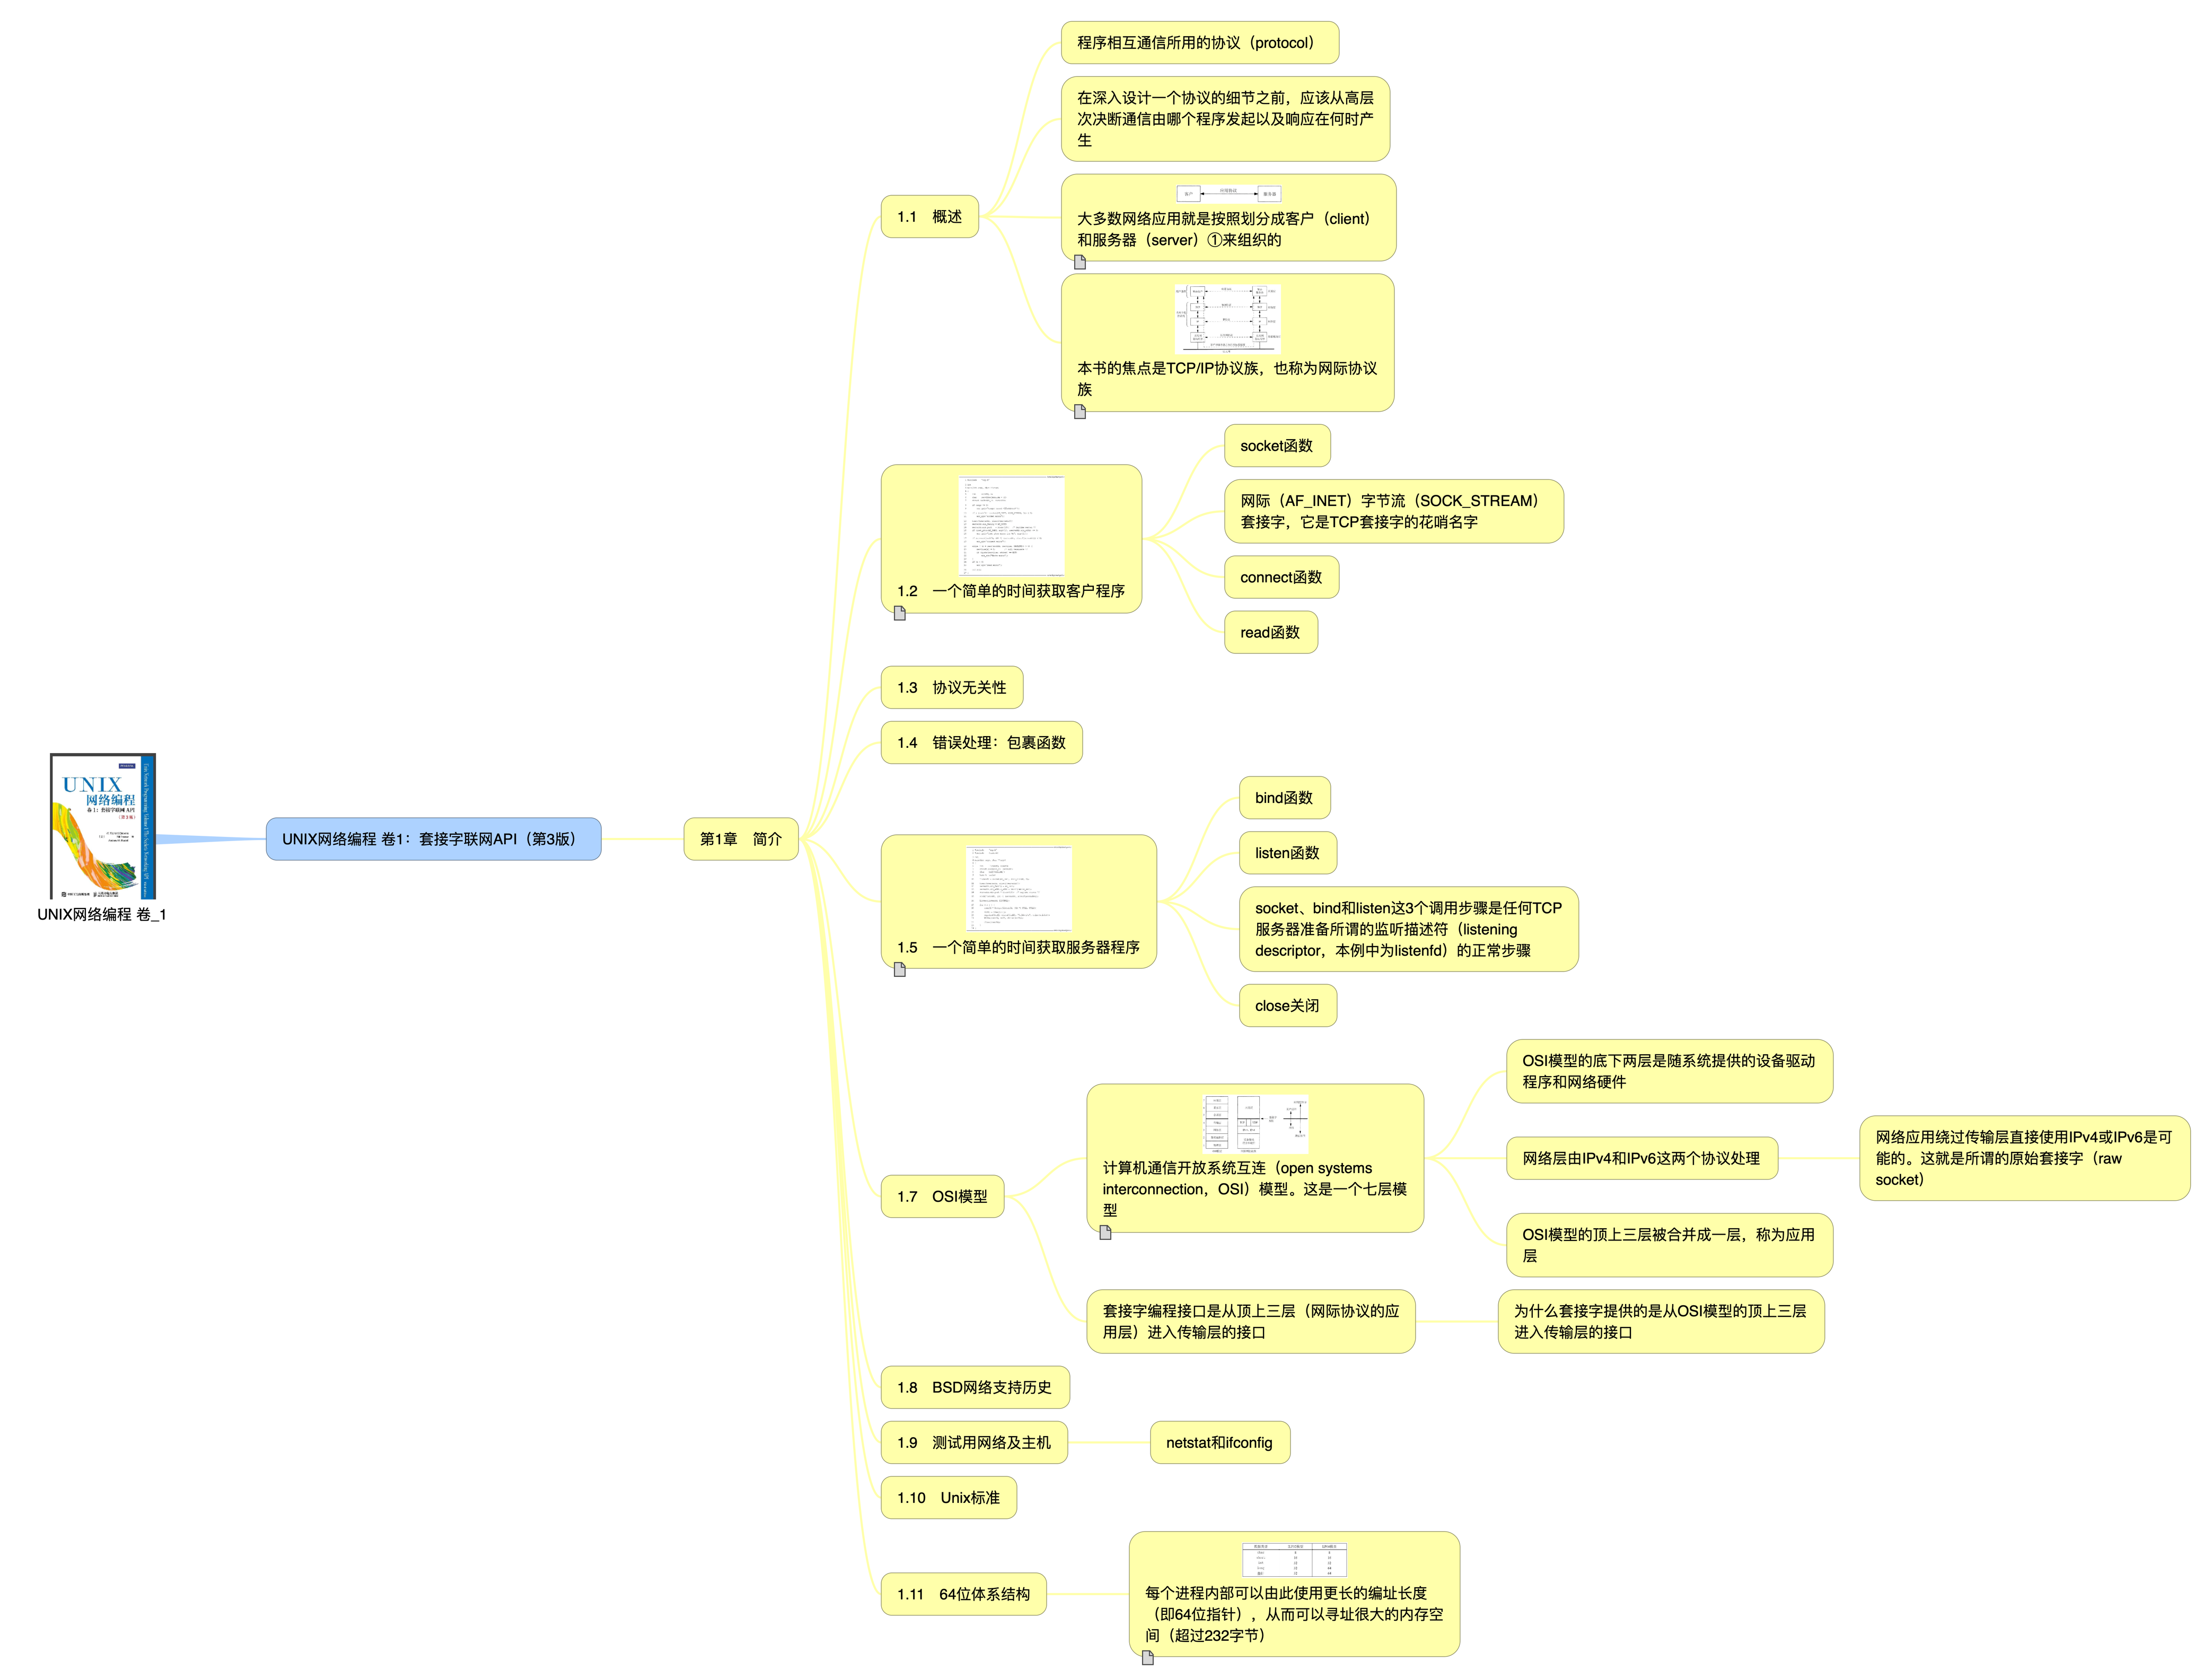 UNIX
网络编程
卷1：套接字联网API
（第3版）
UNIX网络编程 卷_1
UNIX网络编程 卷1：套接字联网API（第3版）
第1章　简介
1.1　概述
程序相互通信所用的协议（protocol）
在深入设计一个协议的细节之前，应该从高层
次决断通信由哪个程序发起以及响应在何时产
生
客户
服务器
大多数网络应用就是按照划分成客户（client）
和服务器（server）①来组织的
本书的焦点是TCP/IP协议族，也称为网际协议
族
1.2　一个简单的时间获取客户程序
socket函数
网际（AF_INET）字节流（SOCK_STREAM）
套接字，它是TCP套接字的花哨名字
connect函数
read函数
1.3　协议无关性
1.4　错误处理：包裹函数
1.5　一个简单的时间获取服务器程序
bind函数
listen函数
socket、bind和listen这3个调用步骤是任何TCP
服务器准备所谓的监听描述符（listening
descriptor，本例中为listenfd）的正常步骤
close关闭
1.7　OSI模型
计算机通信开放系统互连（open systems
interconnection，OSI）模型。这是一个七层模
型
OSI模型的底下两层是随系统提供的设备驱动
程序和网络硬件
网络层由IPv4和IPv6这两个协议处理
网络应用绕过传输层直接使用IPv4或IPv6是可
能的。这就是所谓的原始套接字（raw
socket）
OSI模型的顶上三层被合并成一层，称为应用
层
套接字编程接口是从顶上三层（网际协议的应
用层）进入传输层的接口
为什么套接字提供的是从OSI模型的顶上三层
进入传输层的接口
1.8　BSD网络支持历史
1.9　测试用网络及主机
netstat和ifconfig
1.10　Unix标准
1.11　64位体系结构
每个进程内部可以由此使用更长的编址长度
（即64位指针），从而可以寻址很大的内存空
间（超过232字节）